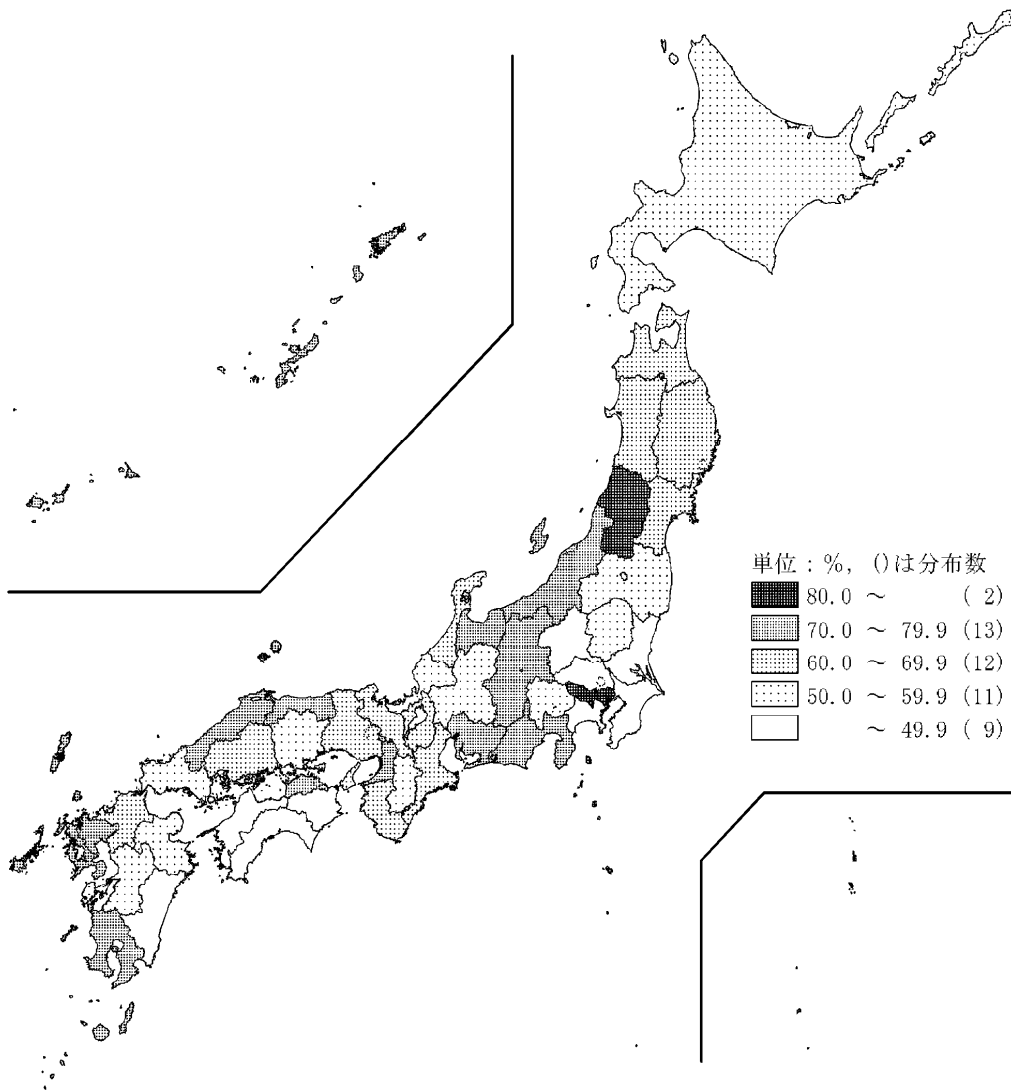 単位：%, ()は分布数
80.0 ～ ( 2)
70.0 ～ 79.9 (13)
60.0 ～ 69.9 (12)
50.0 ～ 59.9 (11)
～ 49.9 ( 9)